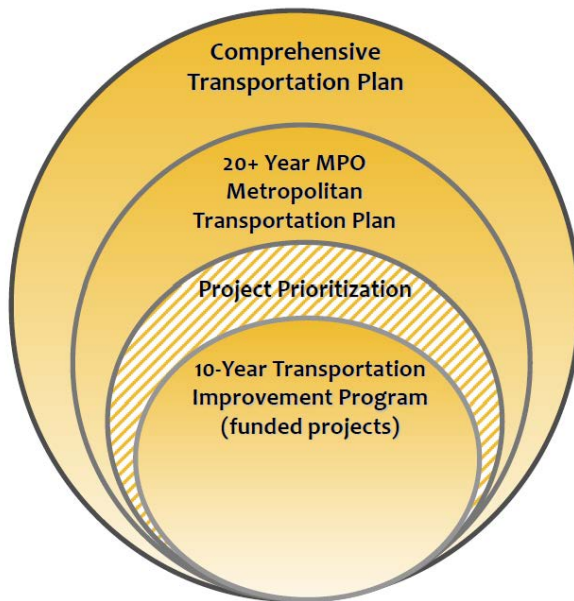 Comprehensive
Transportation Plan
20+ Year MPO
Metropolitan
Transportation Plan
Project Prioritization
10-Year Transportation
Improvement Program
(funded projects)